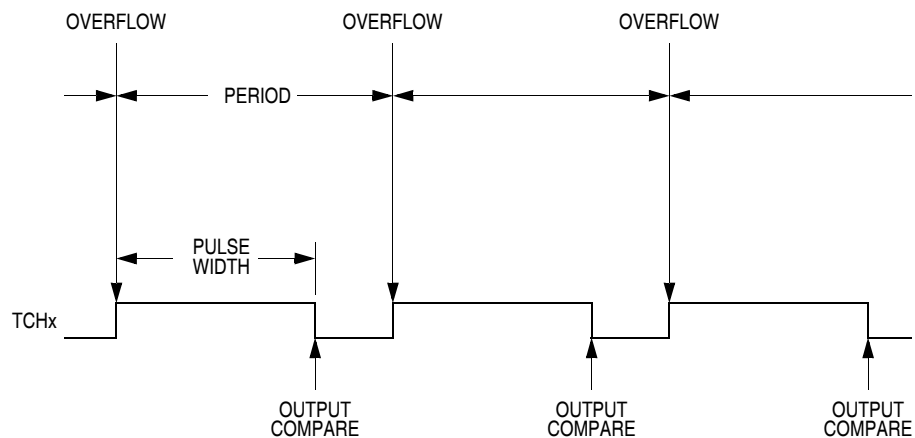 OVERFLOW OVERFLOW OVERFLOW
PERIOD
PULSE
WIDTH
TCHx
OUTPUT
COMPARE
OUTPUT
COMPARE
OUTPUT
COMPARE